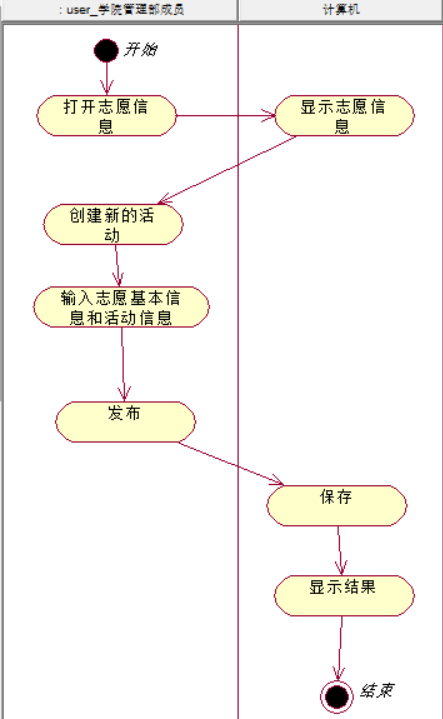 : user_学院管理部成员
计算机
开始
打开志愿信
息
显示志愿信
息
创建新的活
动
输入志愿基本信
息和活动信息
发布
保存
显示结果
结束